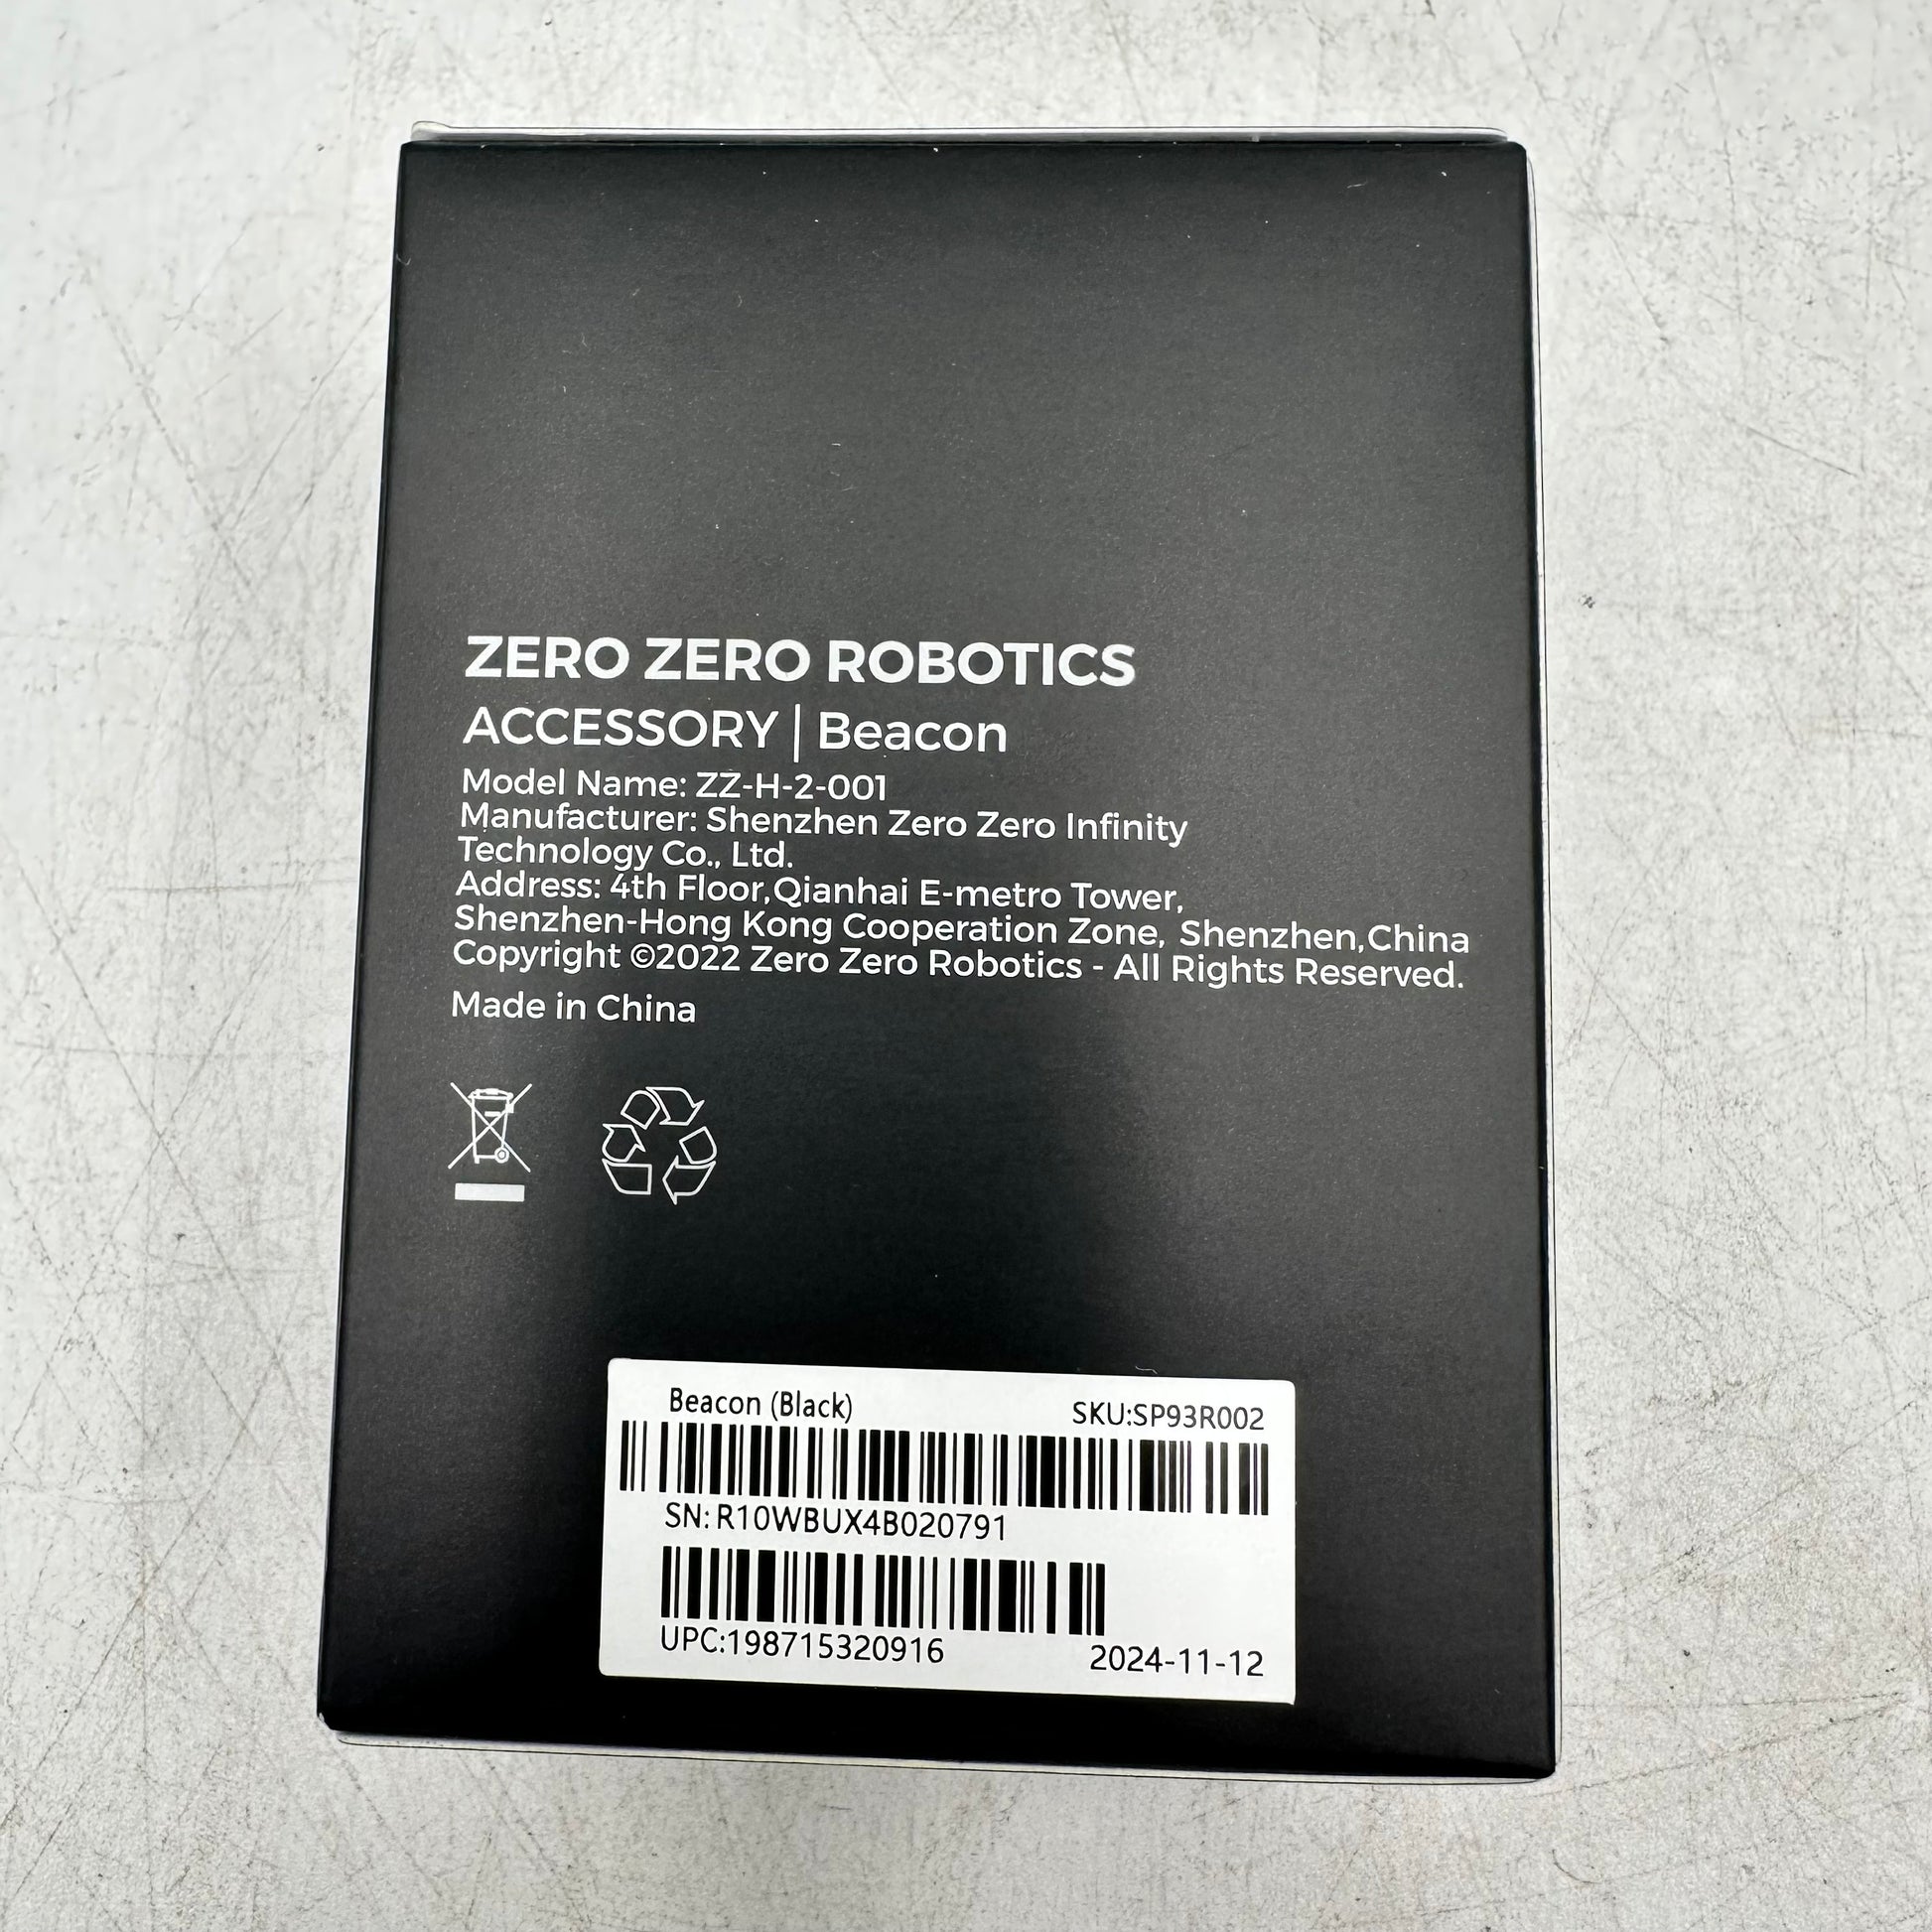 ZERO ZERO ROBOTICS
ACCESSORY | Beacon
Model Name: ZZ-H-2-001
Manufacturer: Shenzhen Zero Zero Infinity
Technology Co., Ltd.
Address: 4th Floor,Qianhai E-metro Tower,
Shenzhen-Hong Kong Cooperation Zone, Shenzhen,China
Copyright ©2022 Zero Zero Robotics - All Rights Reserved.
Made in China
Beacon (Black) SKU:SP93R002
SN: R10WBUX4B020791
UPC:198715320916 2024-11-12